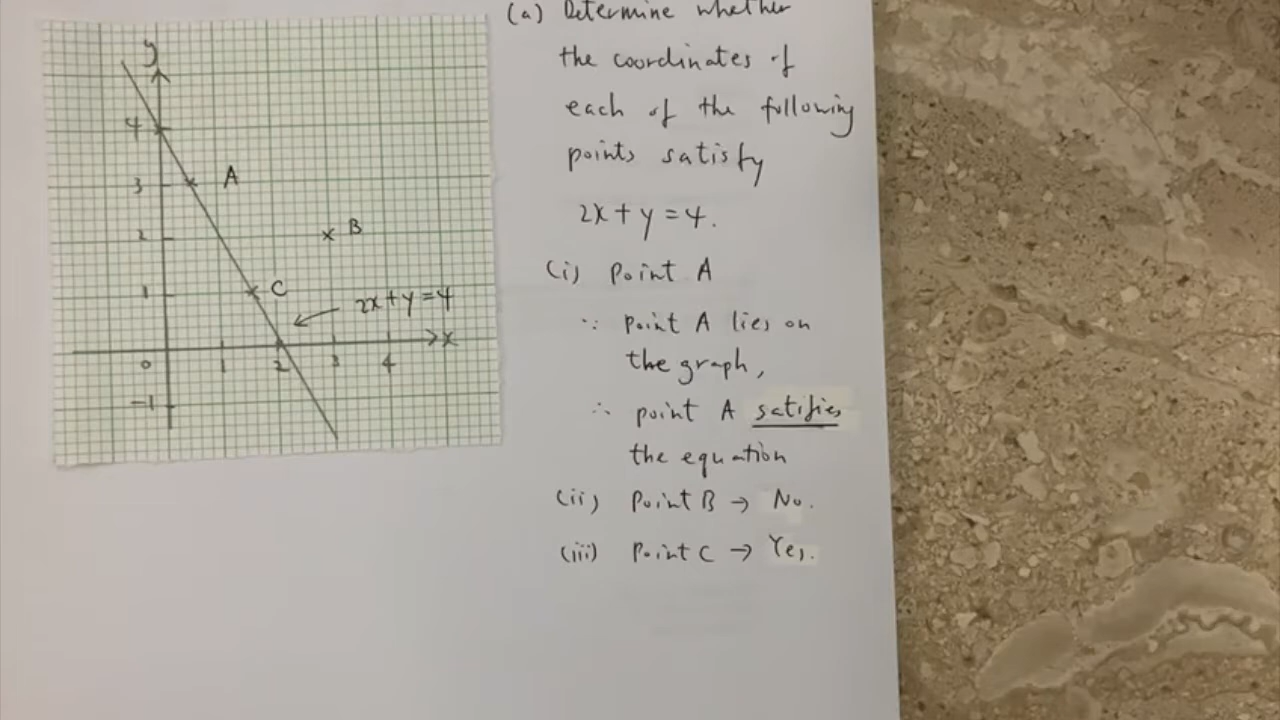 y
4
3
A
2
B
1
C
2x+y=4
x
0
1
2
3
4
-1
(a) Determine whether
the coordinates of
each of the following
points satisfy
2x+y=4.
(i) point A
∵ point A lies on
the graph,
∴ point A satifies
the equation
(ii) Point B → No.
(iii) Point C → Yes.